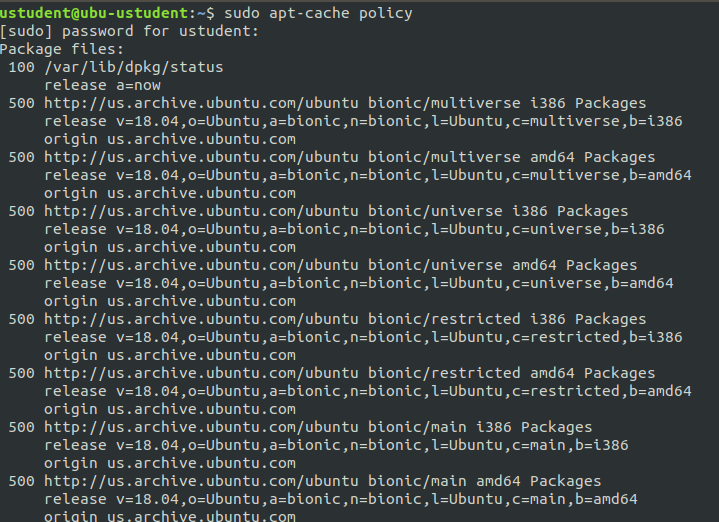 ustudent@ubu-ustudent:~$ sudo apt-cache policy
[sudo] password for ustudent:
Package files:
 100 /var/lib/dpkg/status
     release a=now
 500 http://us.archive.ubuntu.com/ubuntu bionic/multiverse i386 Packages
     release v=18.04,o=Ubuntu,a=bionic,n=bionic,l=Ubuntu,c=multiverse,b=i386
     origin us.archive.ubuntu.com
 500 http://us.archive.ubuntu.com/ubuntu bionic/multiverse amd64 Packages
     release v=18.04,o=Ubuntu,a=bionic,n=bionic,l=Ubuntu,c=multiverse,b=amd64
     origin us.archive.ubuntu.com
 500 http://us.archive.ubuntu.com/ubuntu bionic/universe i386 Packages
     release v=18.04,o=Ubuntu,a=bionic,n=bionic,l=Ubuntu,c=universe,b=i386
     origin us.archive.ubuntu.com
 500 http://us.archive.ubuntu.com/ubuntu bionic/universe amd64 Packages
     release v=18.04,o=Ubuntu,a=bionic,n=bionic,l=Ubuntu,c=universe,b=amd64
     origin us.archive.ubuntu.com
 500 http://us.archive.ubuntu.com/ubuntu bionic/restricted i386 Packages
     release v=18.04,o=Ubuntu,a=bionic,n=bionic,l=Ubuntu,c=restricted,b=i386
     origin us.archive.ubuntu.com
 500 http://us.archive.ubuntu.com/ubuntu bionic/restricted amd64 Packages
     release v=18.04,o=Ubuntu,a=bionic,n=bionic,l=Ubuntu,c=restricted,b=amd64
     origin us.archive.ubuntu.com
 500 http://us.archive.ubuntu.com/ubuntu bionic/main i386 Packages
     release v=18.04,o=Ubuntu,a=bionic,n=bionic,l=Ubuntu,c=main,b=i386
     origin us.archive.ubuntu.com
 500 http://us.archive.ubuntu.com/ubuntu bionic/main amd64 Packages
     release v=18.04,o=Ubuntu,a=bionic,n=bionic,l=Ubuntu,c=main,b=amd64
     origin us.archive.ubuntu.com